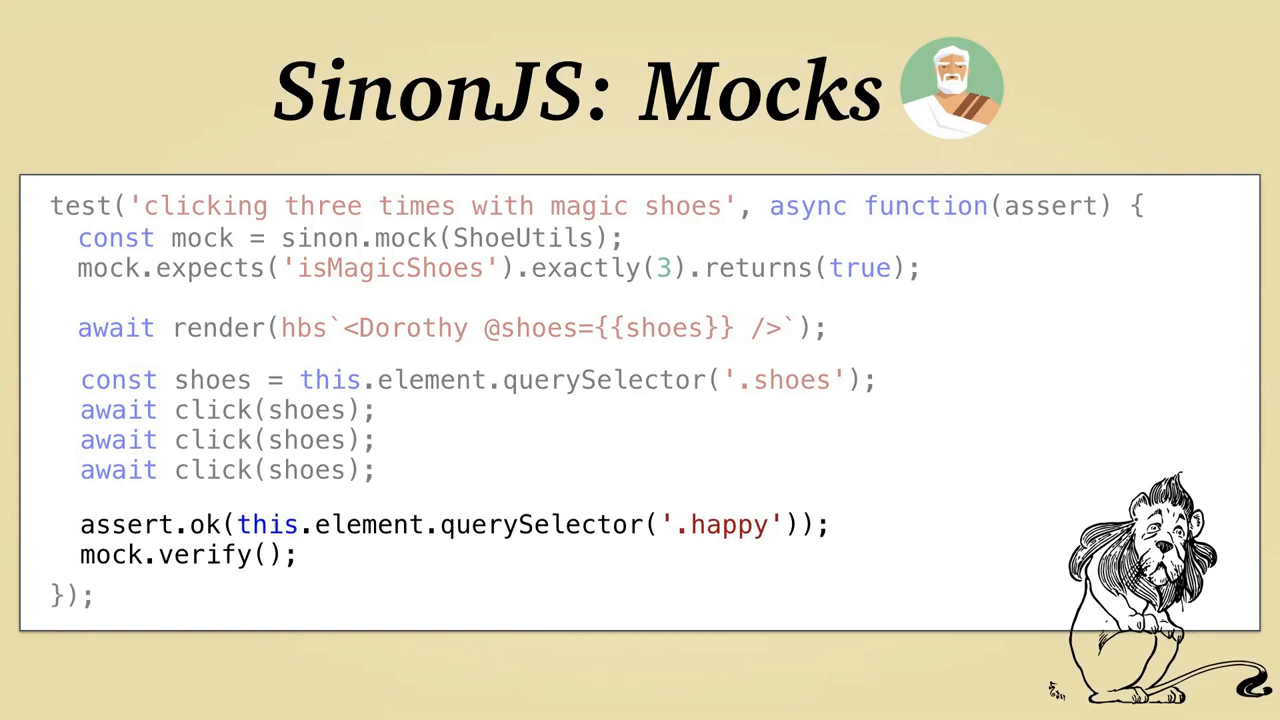 SinonJS: Mocks
test('clicking three times with magic shoes', async function(assert) {
const mock = sinon.mock(ShoeUtils);
mock.expects('isMagicShoes').exactly(3).returns(true);
await render(hbs`<Dorothy @shoes={{shoes}} />`);
const shoes = this.element.querySelector('.shoes');
await click(shoes);
await click(shoes);
await click(shoes);
assert.ok(this.element.querySelector('.happy'));
mock.verify();
});